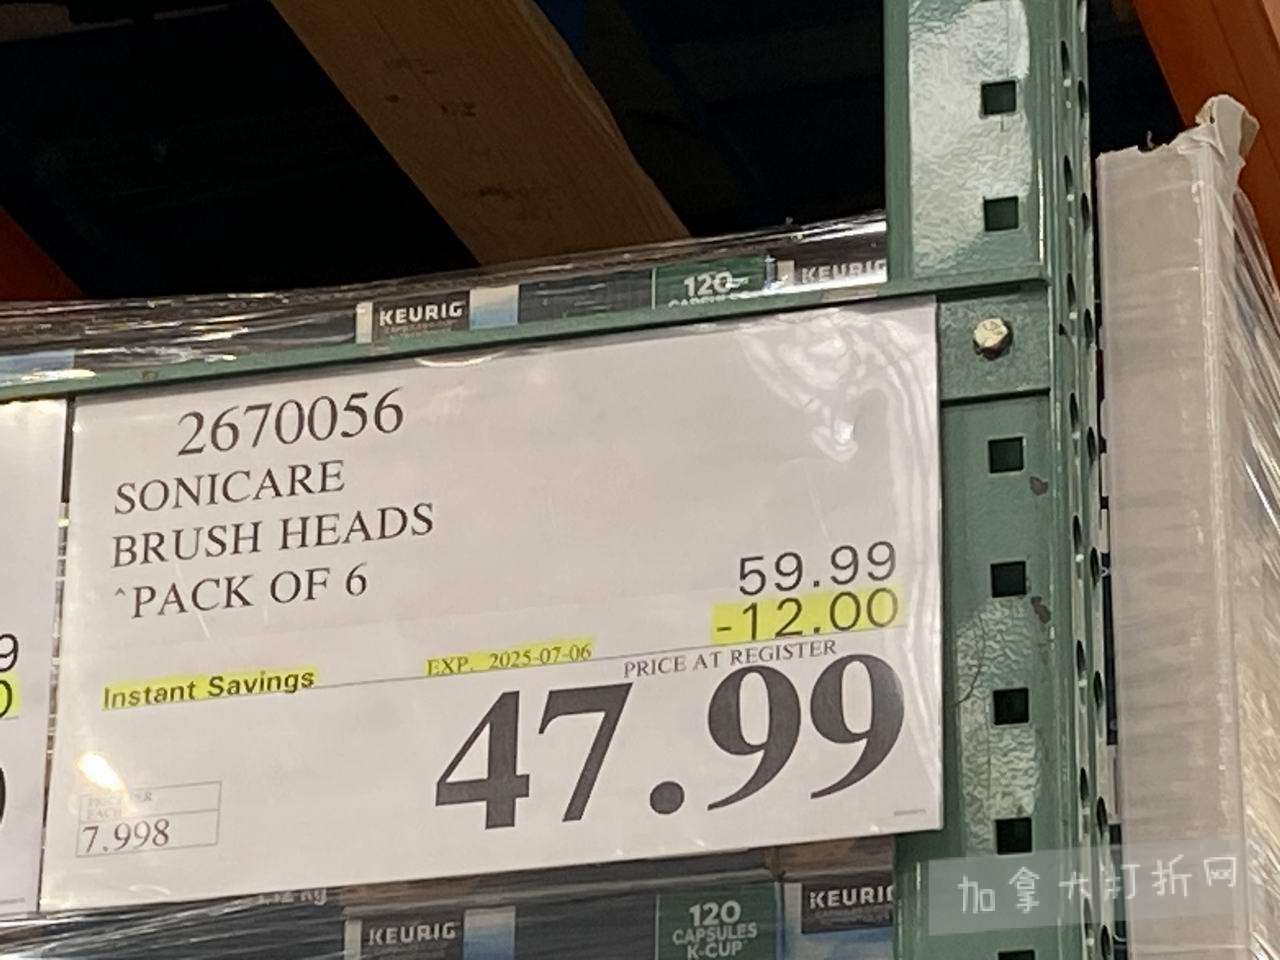 120
KEURIG
KEURIG
2670056
SONICARE
BRUSH HEADS
^PACK OF 6
59.99
-12.00
Instant Savings
EXP. 2025-07-06
PRICE AT REGISTER
47.99
7.998
9
0
KEURIG
120
CAPSULES
K-CUP
KEURIG
加拿大打折网